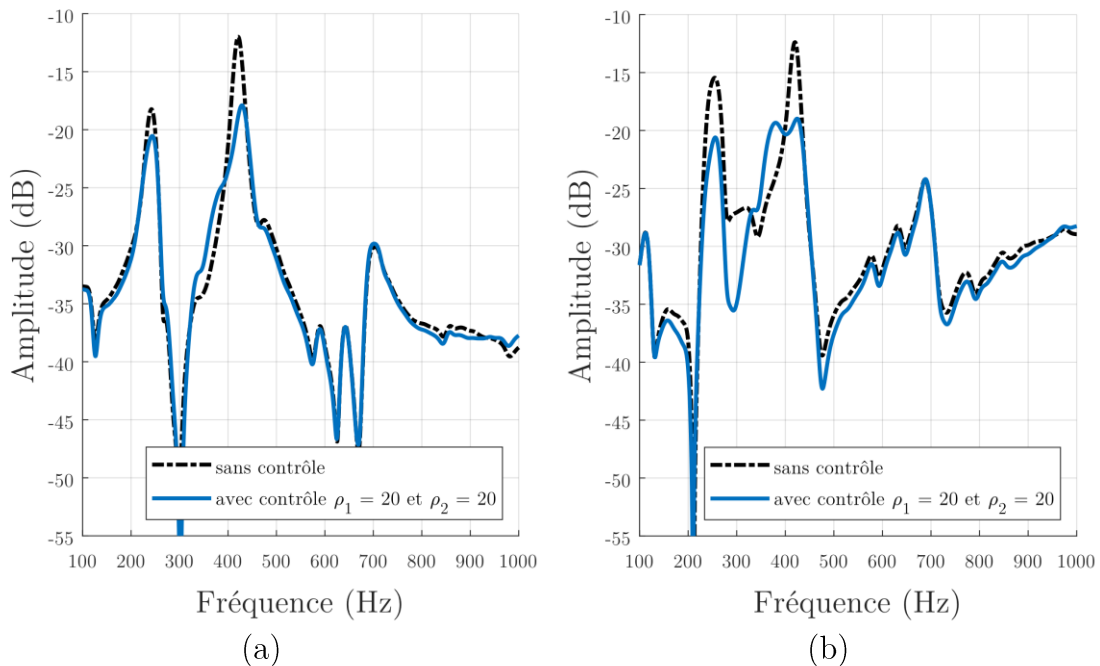 -10
-15
-20
-25
-30
-35
-40
-45
-50
-55
Amplitude (dB)
100 200 300 400 500 600 700 800 900 1000
Fréquence (Hz)
sans contrôle
avec contrôle ρ1 = 20 et ρ2 = 20
(a)
-10
-15
-20
-25
-30
-35
-40
-45
-50
-55
Amplitude (dB)
100 200 300 400 500 600 700 800 900 1000
Fréquence (Hz)
sans contrôle
avec contrôle ρ1 = 20 et ρ2 = 20
(b)